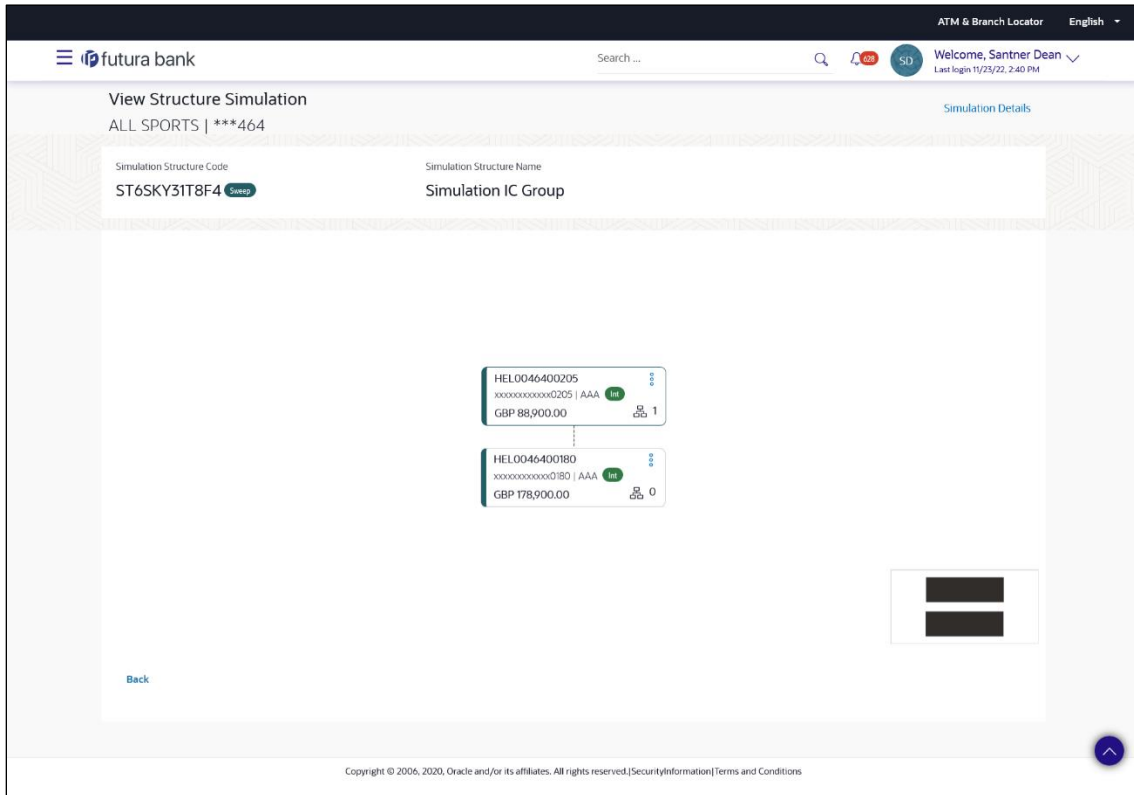 ATM & Branch Locator English
futura bank Search ... 628 SD Welcome, Santner Dean
Last login 11/23/22, 2:40 PM
View Structure Simulation
Simulation Details
ALL SPORTS | ***464
Simulation Structure Code Simulation Structure Name
ST6SKY31T8F4 Sweep Simulation IC Group
HEL0046400205
xxxxxxxxxxxx0205 | AAA Int
GBP 88,900.00 1
HEL0046400180
xxxxxxxxxxxx0180 | AAA Int
GBP 178,900.00 0
Back
Copyright © 2006, 2020, Oracle and/or its affiliates. All rights reserved.|SecurityInformation|Terms and Conditions